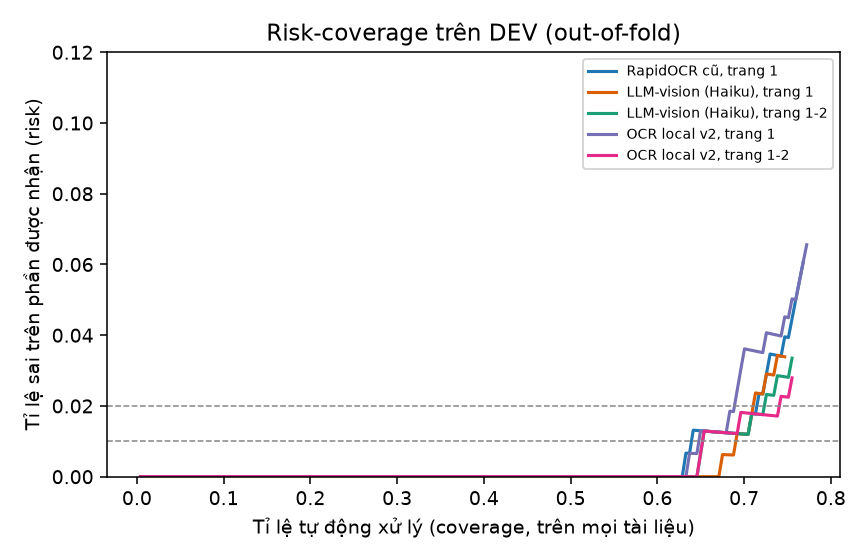 Risk-coverage trên DEV (out-of-fold)
Tỉ lệ sai trên phần được nhận (risk)
0.12
0.10
0.08
0.06
0.04
0.02
0.00
RapidOCR cũ, trang 1
LLM-vision (Haiku), trang 1
LLM-vision (Haiku), trang 1-2
OCR local v2, trang 1
OCR local v2, trang 1-2
0.0 0.1 0.2 0.3 0.4 0.5 0.6 0.7 0.8
Tỉ lệ tự động xử lý (coverage, trên mọi tài liệu)